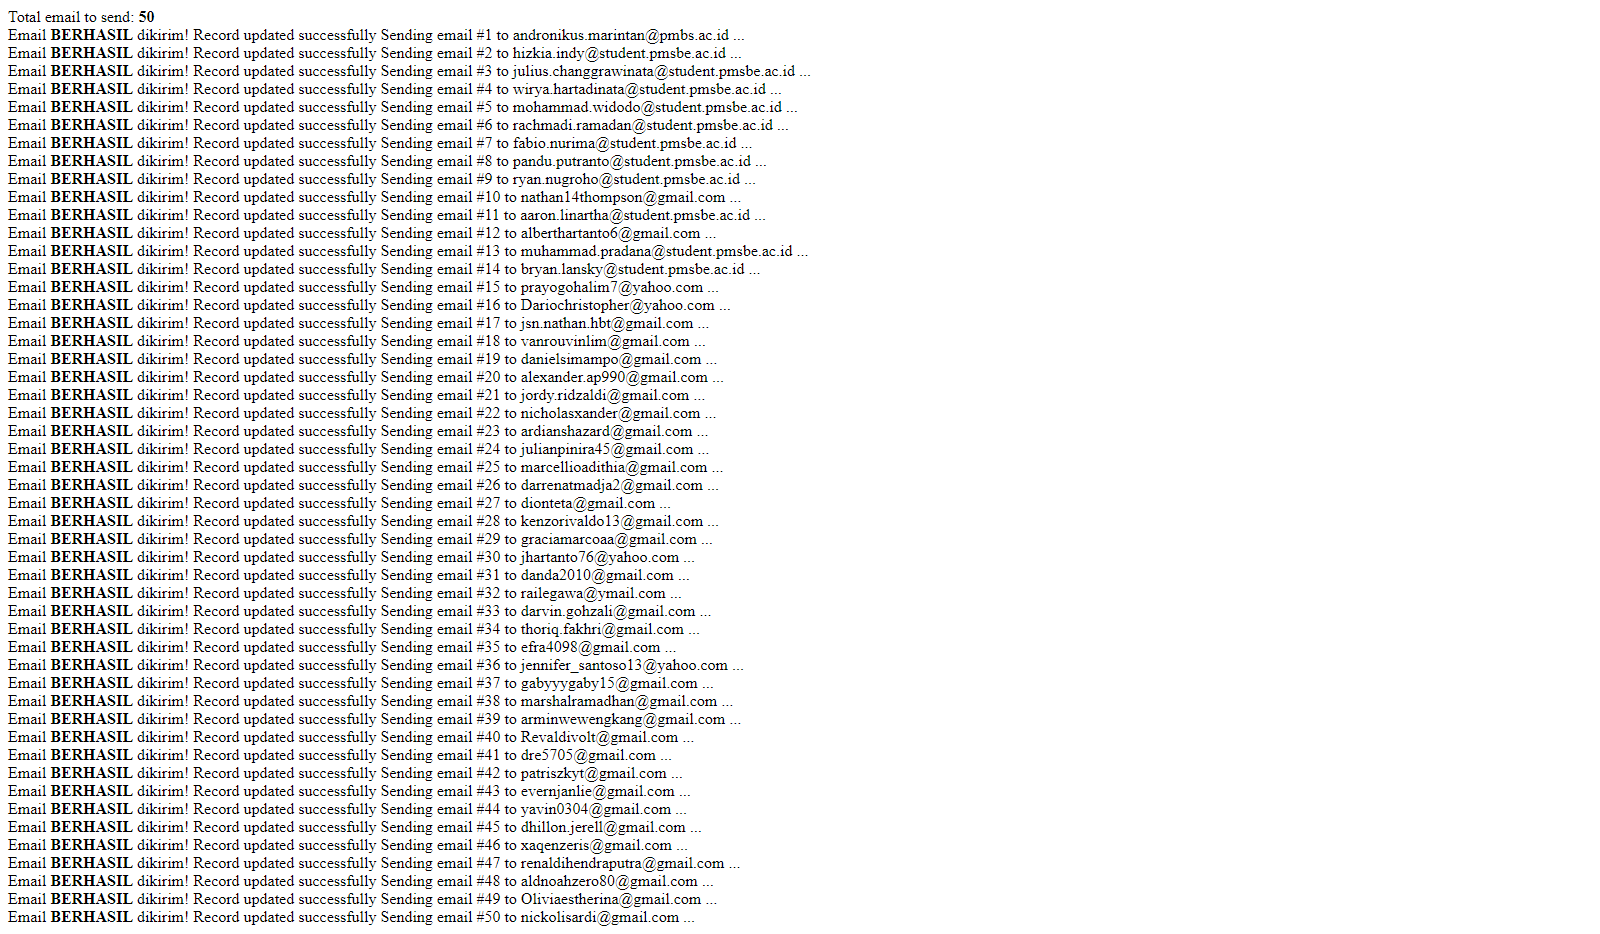 Total email to send: 50
Email BERHASIL dikirim! Record updated successfully Sending email #1 to andronikus.marintan@pmbs.ac.id ...
Email BERHASIL dikirim! Record updated successfully Sending email #2 to hizkia.indy@student.pmsbe.ac.id ...
Email BERHASIL dikirim! Record updated successfully Sending email #3 to julius.changgrawinata@student.pmsbe.ac.id ...
Email BERHASIL dikirim! Record updated successfully Sending email #4 to wirya.hartadinata@student.pmsbe.ac.id ...
Email BERHASIL dikirim! Record updated successfully Sending email #5 to mohammad.widodo@student.pmsbe.ac.id ...
Email BERHASIL dikirim! Record updated successfully Sending email #6 to rachmadi.ramadan@student.pmsbe.ac.id ...
Email BERHASIL dikirim! Record updated successfully Sending email #7 to fabio.nurima@student.pmsbe.ac.id ...
Email BERHASIL dikirim! Record updated successfully Sending email #8 to pandu.putranto@student.pmsbe.ac.id ...
Email BERHASIL dikirim! Record updated successfully Sending email #9 to ryan.nugroho@student.pmsbe.ac.id ...
Email BERHASIL dikirim! Record updated successfully Sending email #10 to nathan14thompson@gmail.com ...
Email BERHASIL dikirim! Record updated successfully Sending email #11 to aaron.linartha@student.pmsbe.ac.id ...
Email BERHASIL dikirim! Record updated successfully Sending email #12 to alberthartanto6@gmail.com ...
Email BERHASIL dikirim! Record updated successfully Sending email #13 to muhammad.pradana@student.pmsbe.ac.id ...
Email BERHASIL dikirim! Record updated successfully Sending email #14 to bryan.lansky@student.pmsbe.ac.id ...
Email BERHASIL dikirim! Record updated successfully Sending email #15 to prayogohalim7@yahoo.com ...
Email BERHASIL dikirim! Record updated successfully Sending email #16 to Dariochristopher@yahoo.com ...
Email BERHASIL dikirim! Record updated successfully Sending email #17 to jsn.nathan.hbt@gmail.com ...
Email BERHASIL dikirim! Record updated successfully Sending email #18 to vanrouvinlim@gmail.com ...
Email BERHASIL dikirim! Record updated successfully Sending email #19 to danielsimampo@gmail.com ...
Email BERHASIL dikirim! Record updated successfully Sending email #20 to alexander.ap990@gmail.com ...
Email BERHASIL dikirim! Record updated successfully Sending email #21 to jordy.ridzaldi@gmail.com ...
Email BERHASIL dikirim! Record updated successfully Sending email #22 to nicholasxander@gmail.com ...
Email BERHASIL dikirim! Record updated successfully Sending email #23 to ardianshazard@gmail.com ...
Email BERHASIL dikirim! Record updated successfully Sending email #24 to julianpinira45@gmail.com ...
Email BERHASIL dikirim! Record updated successfully Sending email #25 to marcellioadithia@gmail.com ...
Email BERHASIL dikirim! Record updated successfully Sending email #26 to darrenatmadja2@gmail.com ...
Email BERHASIL dikirim! Record updated successfully Sending email #27 to dionteta@gmail.com ...
Email BERHASIL dikirim! Record updated successfully Sending email #28 to kenzorivaldo13@gmail.com ...
Email BERHASIL dikirim! Record updated successfully Sending email #29 to graciamarcoaa@gmail.com ...
Email BERHASIL dikirim! Record updated successfully Sending email #30 to jhartanto76@yahoo.com ...
Email BERHASIL dikirim! Record updated successfully Sending email #31 to danda2010@gmail.com ...
Email BERHASIL dikirim! Record updated successfully Sending email #32 to railegawa@ymail.com ...
Email BERHASIL dikirim! Record updated successfully Sending email #33 to darvin.gohzali@gmail.com ...
Email BERHASIL dikirim! Record updated successfully Sending email #34 to thoriq.fakhri@gmail.com ...
Email BERHASIL dikirim! Record updated successfully Sending email #35 to efra4098@gmail.com ...
Email BERHASIL dikirim! Record updated successfully Sending email #36 to jennifer_santoso13@yahoo.com ...
Email BERHASIL dikirim! Record updated successfully Sending email #37 to gabyyygaby15@gmail.com ...
Email BERHASIL dikirim! Record updated successfully Sending email #38 to marshalramadhan@gmail.com ...
Email BERHASIL dikirim! Record updated successfully Sending email #39 to arminwewengkang@gmail.com ...
Email BERHASIL dikirim! Record updated successfully Sending email #40 to Revaldivolt@gmail.com ...
Email BERHASIL dikirim! Record updated successfully Sending email #41 to dre5705@gmail.com ...
Email BERHASIL dikirim! Record updated successfully Sending email #42 to patriszkyt@gmail.com ...
Email BERHASIL dikirim! Record updated successfully Sending email #43 to evernjanlie@gmail.com ...
Email BERHASIL dikirim! Record updated successfully Sending email #44 to yavin0304@gmail.com ...
Email BERHASIL dikirim! Record updated successfully Sending email #45 to dhillon.jerell@gmail.com ...
Email BERHASIL dikirim! Record updated successfully Sending email #46 to xaqenzeris@gmail.com ...
Email BERHASIL dikirim! Record updated successfully Sending email #47 to renaldihendraputra@gmail.com ...
Email BERHASIL dikirim! Record updated successfully Sending email #48 to aldnoahzero80@gmail.com ...
Email BERHASIL dikirim! Record updated successfully Sending email #49 to Oliviaestherina@gmail.com ...
Email BERHASIL dikirim! Record updated successfully Sending email #50 to nickolisardi@gmail.com ...